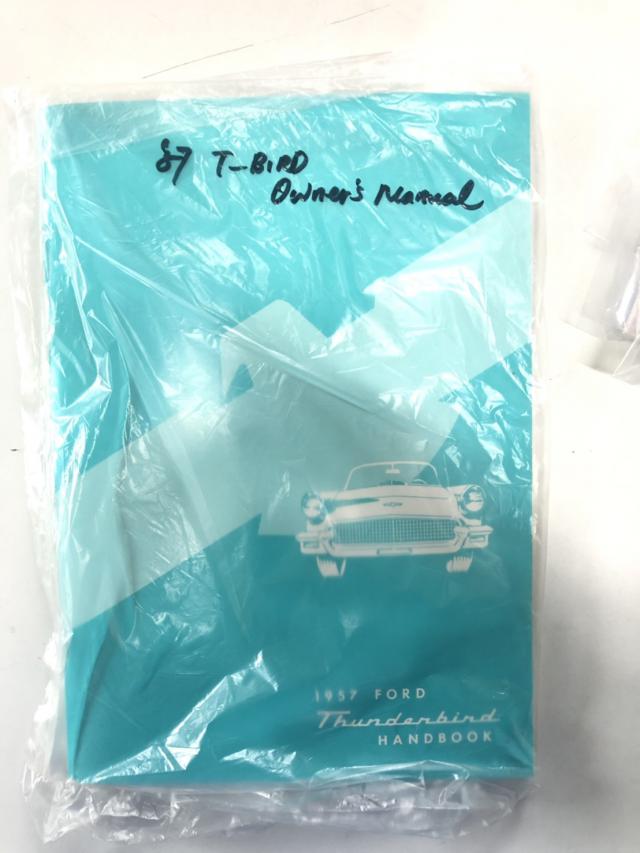 '57 T-BIRD
Owner's Manual
1957 FORD
Thunderbird
HANDBOOK